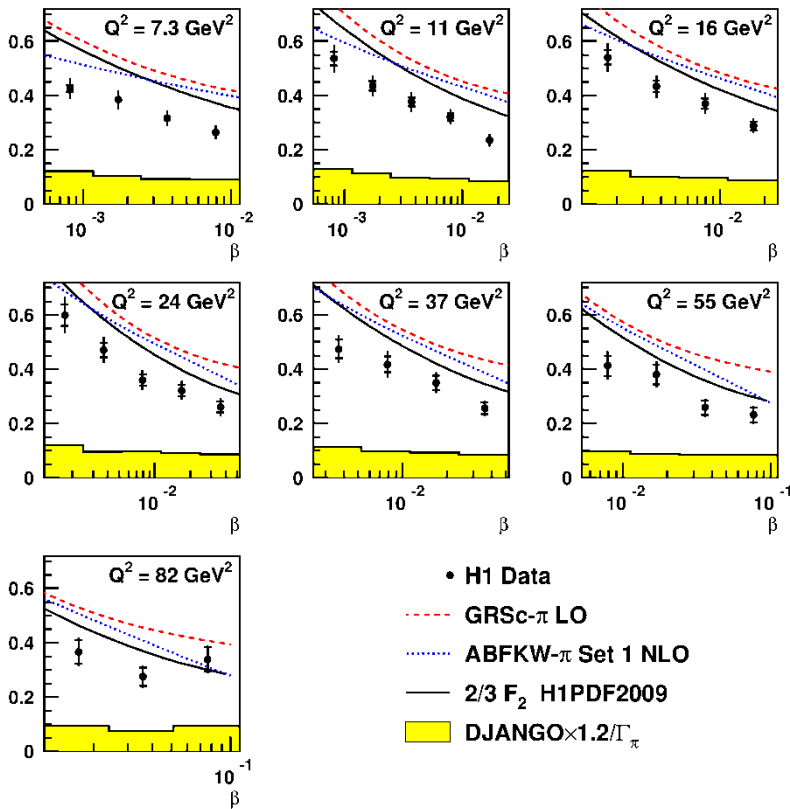 Q² = 7.3 GeV²
Q² = 11 GeV²
Q² = 16 GeV²
0.6
0.4
0.2
0
10⁻³
10⁻²
10⁻³
10⁻²
10⁻²
β
β
β
Q² = 24 GeV²
Q² = 37 GeV²
Q² = 55 GeV²
0.6
0.4
0.2
0
10⁻²
10⁻²
10⁻²
10⁻¹
β
β
β
Q² = 82 GeV²
0.6
0.4
0.2
0
10⁻¹
β
H1 Data
GRSc-π LO
ABFKW-π Set 1 NLO
2/3 F₂ H1PDF2009
DJANGO×1.2/Γπ